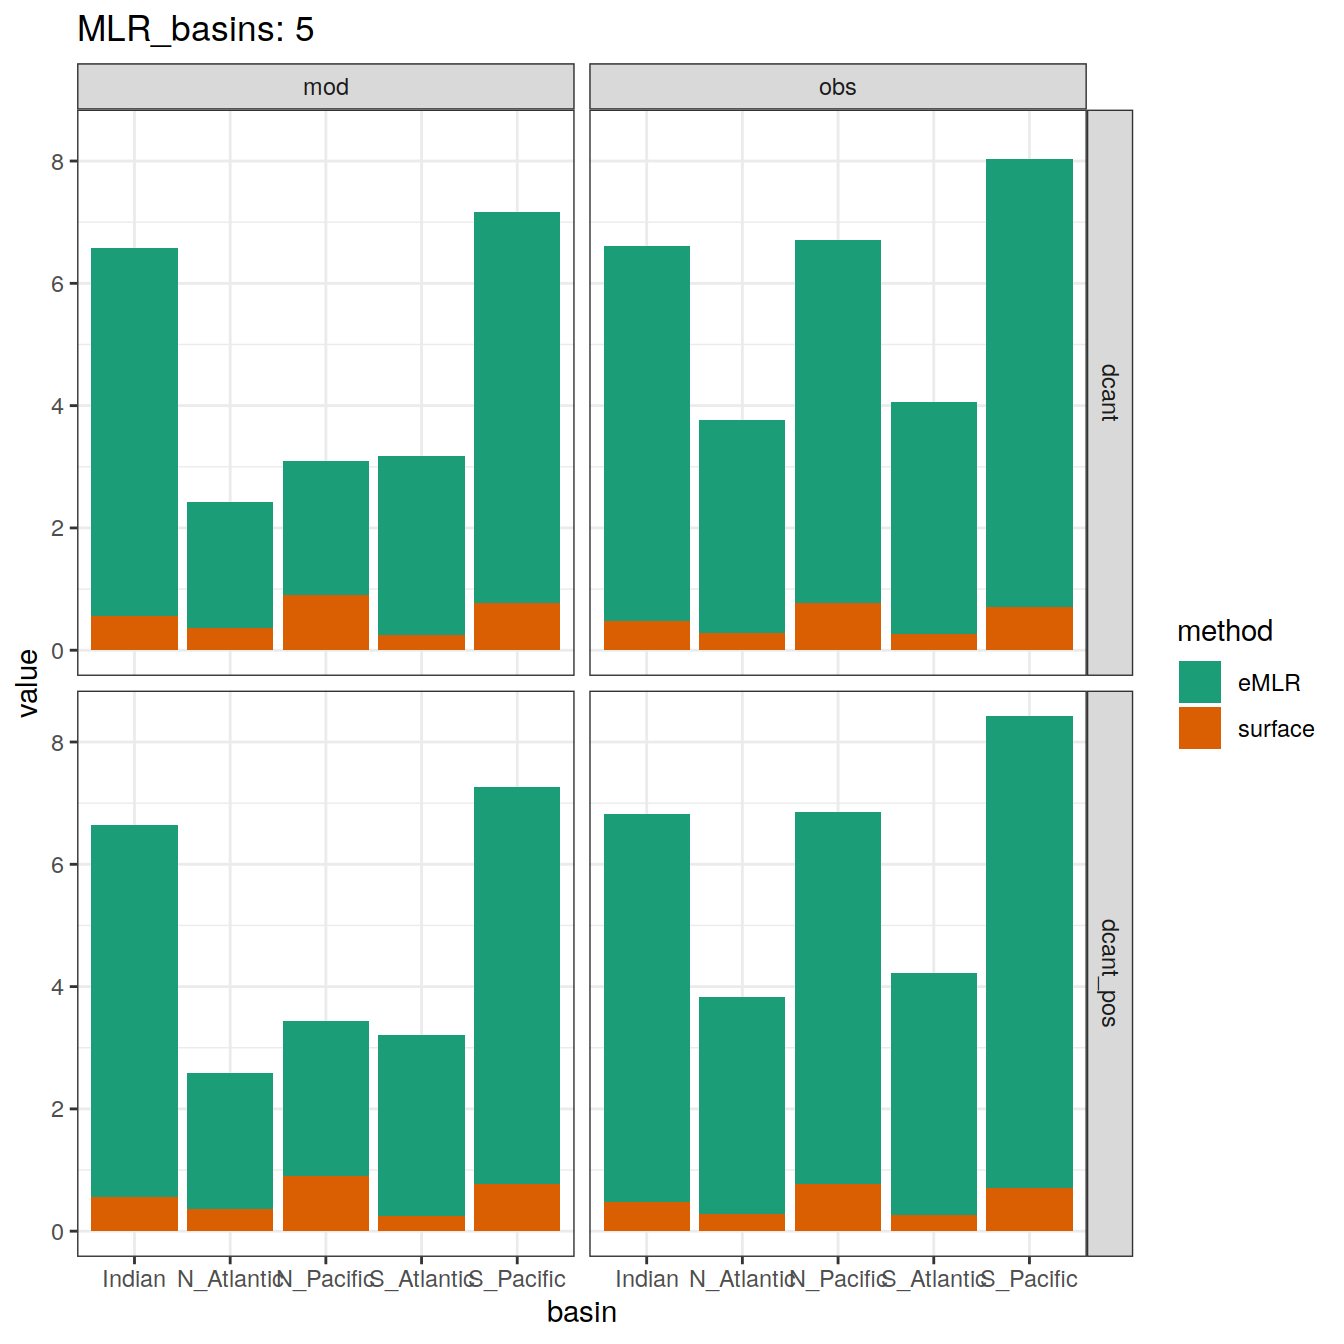 MLR_basins: 5
mod
obs
8
6
4
2
0
dcant
8
6
4
2
0
dcant_pos
value
Indian N_Atlantic N_Pacific S_Atlantic S_Pacific
Indian N_Atlantic N_Pacific S_Atlantic S_Pacific
basin
method
eMLR
surface